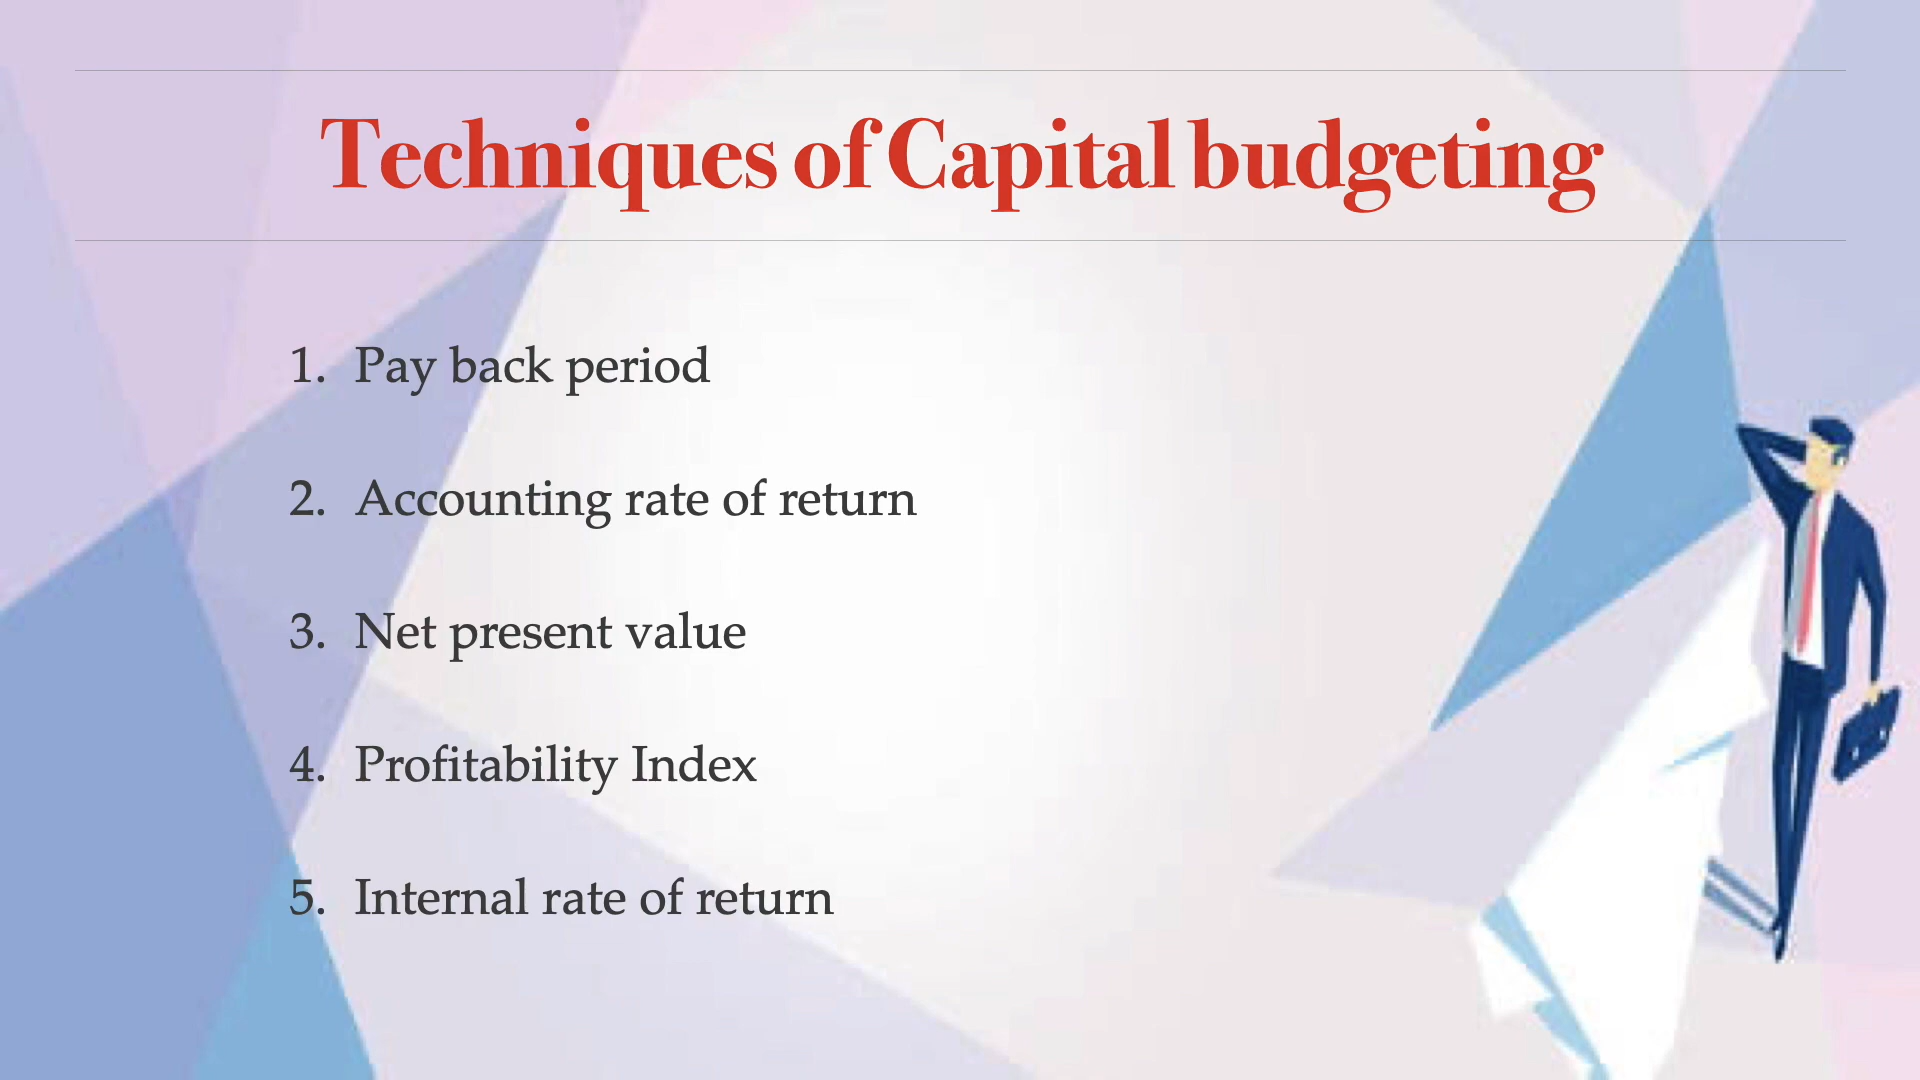 Techniques of Capital budgeting
1. Pay back period
2. Accounting rate of return
3. Net present value
4. Profitability Index
5. Internal rate of return